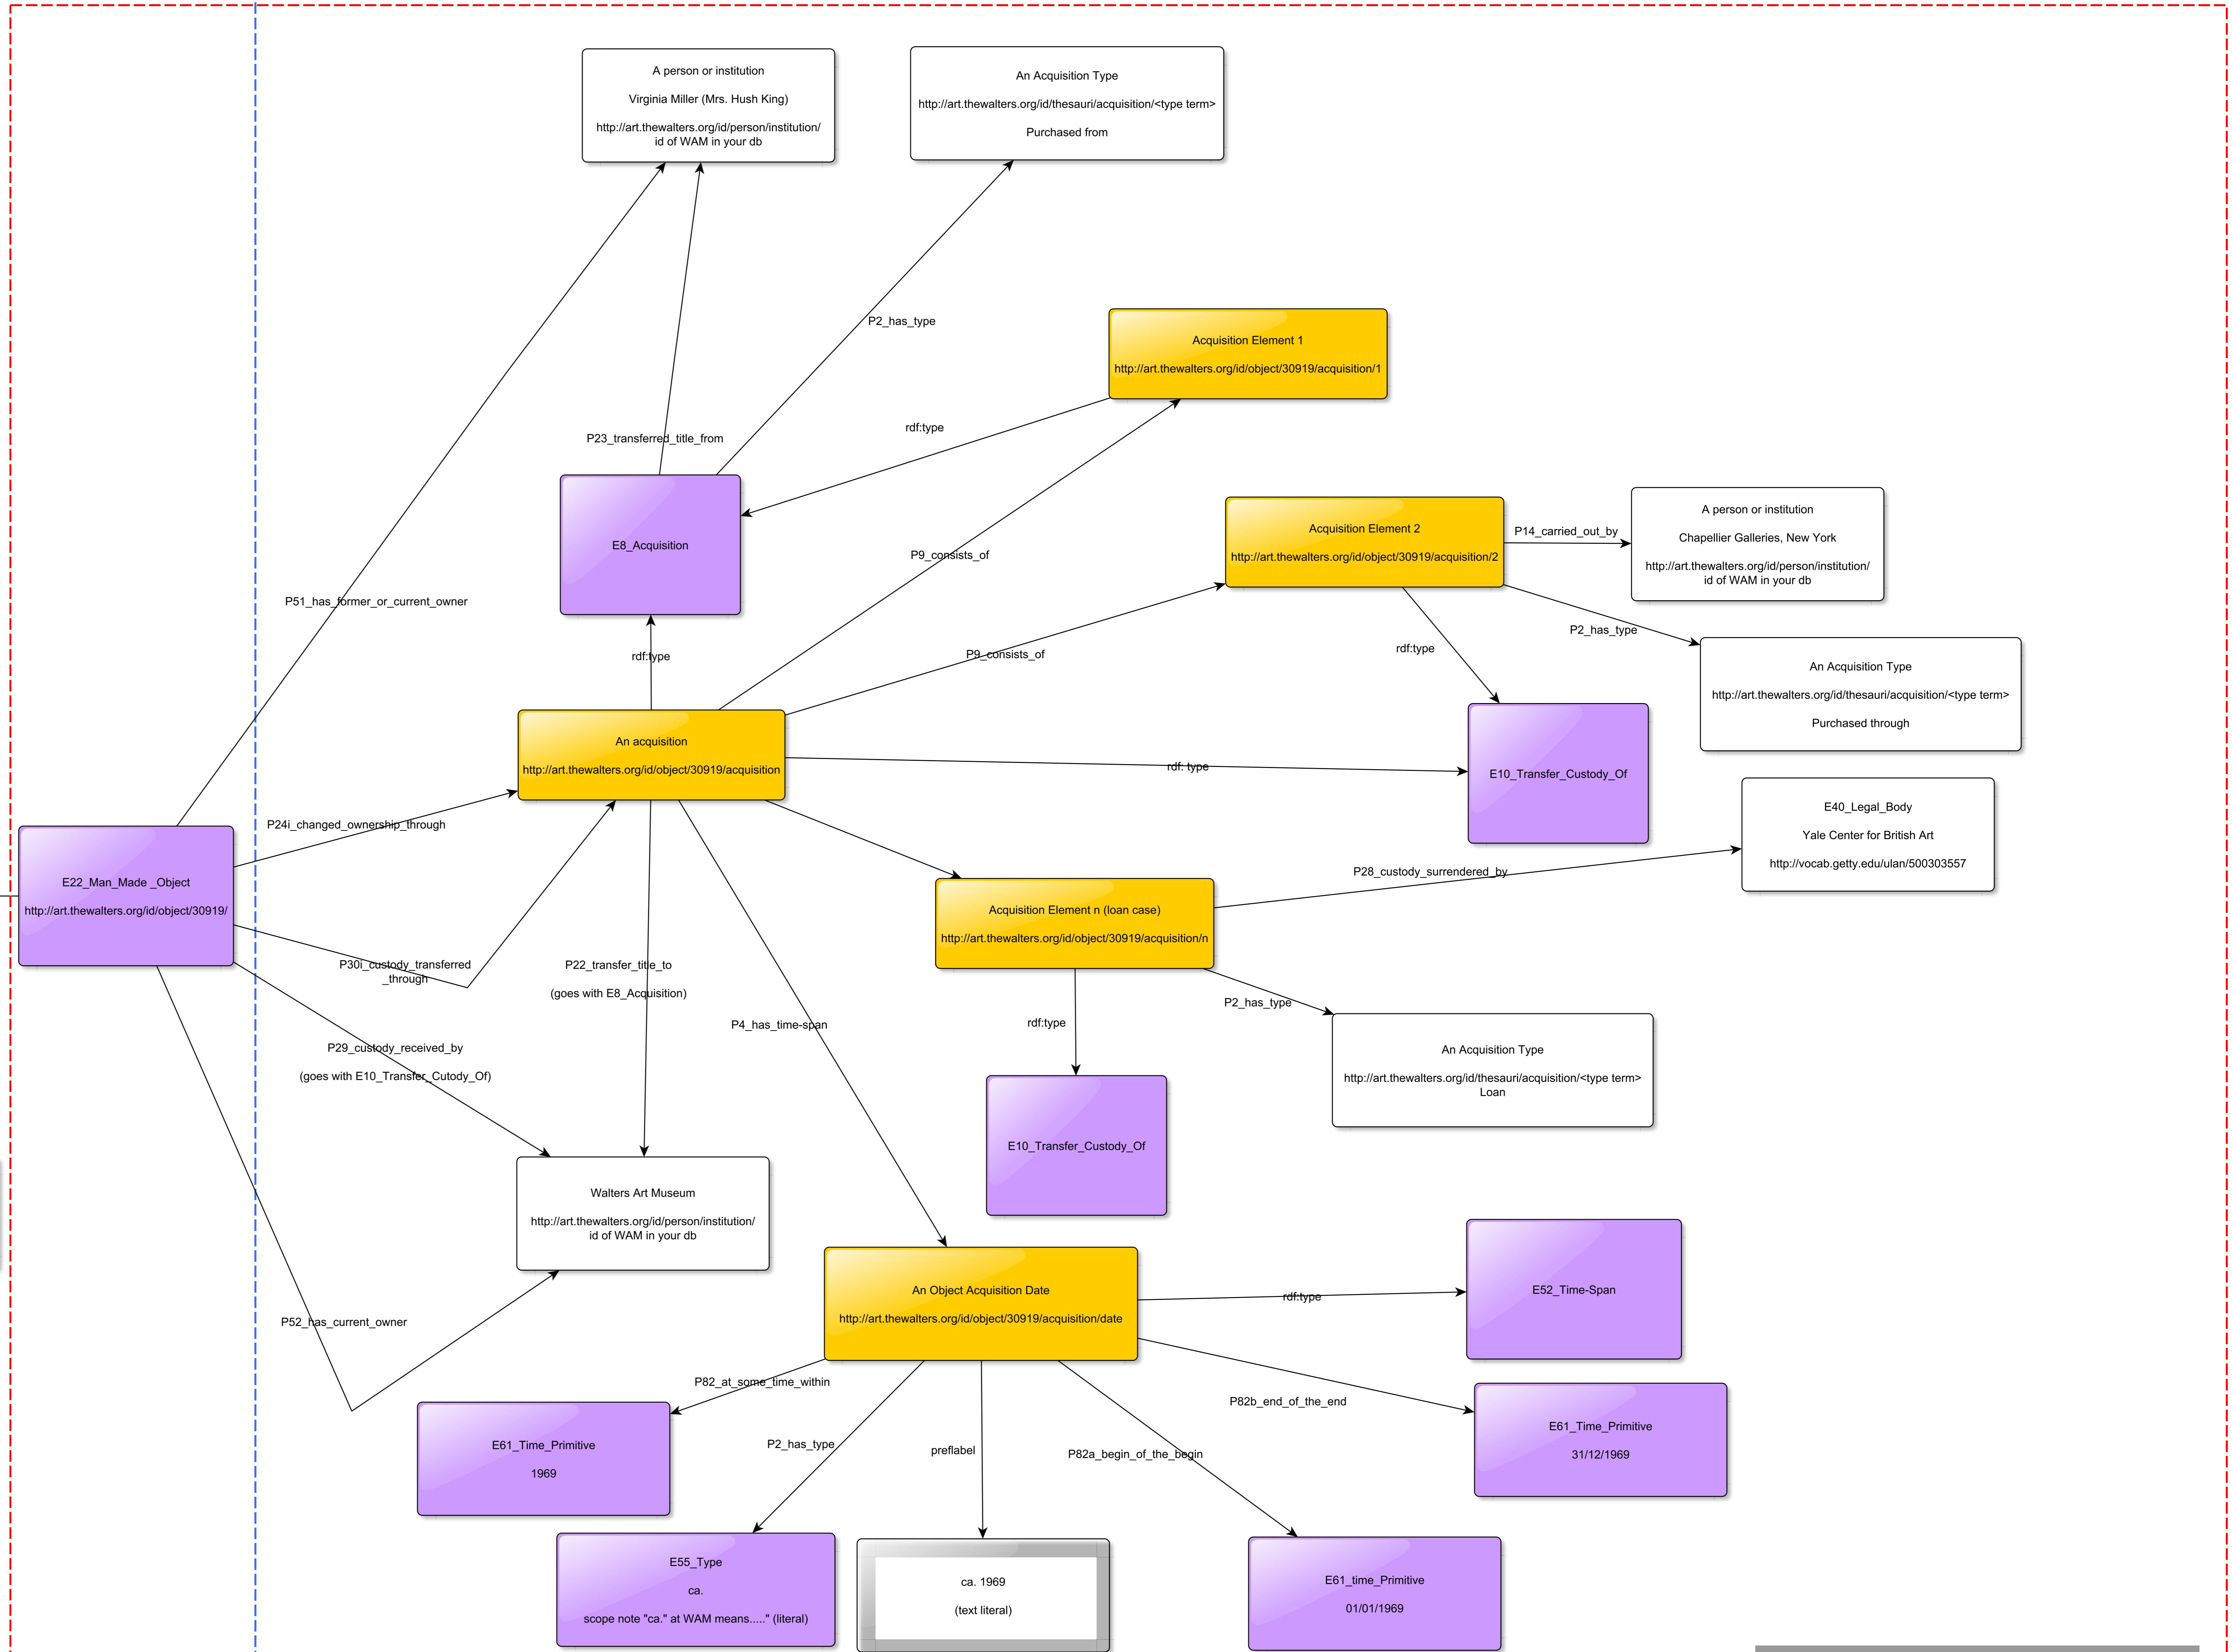 A person or institution
Virginia Miller (Mrs. Hush King)
http://art.thewalters.org/id/person/institution/
id of WAM in your db
An Acquisition Type
http://art.thewalters.org/id/thesauri/acquisition/<type term>
Purchased from
P2_has_type
Acquisition Element 1
http://art.thewalters.org/id/object/30919/acquisition/1
rdf:type
P23_transferred_title_from
E8_Acquisition
P9_consists_of
Acquisition Element 2
http://art.thewalters.org/id/object/30919/acquisition/2
P14_carried_out_by
A person or institution
Chapellier Galleries, New York
http://art.thewalters.org/id/person/institution/
id of WAM in your db
P51_has_former_or_current_owner
rdf:type
P9_consists_of
rdf:type
P2_has_type
An Acquisition Type
http://art.thewalters.org/id/thesauri/acquisition/<type term>
Purchased through
An acquisition
http://art.thewalters.org/id/object/30919/acquisition
rdf: type
E10_Transfer_Custody_Of
P24i_changed_ownership_through
E40_Legal_Body
Yale Center for British Art
http://vocab.getty.edu/ulan/500303557
E22_Man_Made _Object
http://art.thewalters.org/id/object/30919/
P28_custody_surrendered_by
Acquisition Element n (loan case)
http://art.thewalters.org/id/object/30919/acquisition/n
P30i_custody_transferred
_through
P22_transfer_title_to
(goes with E8_Acquisition)
P4_has_time-span
rdf:type
P2_has_type
An Acquisition Type
http://art.thewalters.org/id/thesauri/acquisition/<type term>
Loan
P29_custody_received_by
(goes with E10_Transfer_Cutody_Of)
E10_Transfer_Custody_Of
Walters Art Museum
http://art.thewalters.org/id/person/institution/
id of WAM in your db
P52_has_current_owner
An Object Acquisition Date
http://art.thewalters.org/id/object/30919/acquisition/date
rdf:type
E52_Time-Span
P82_at_some_time_within
P82b_end_of_the_end
E61_Time_Primitive
1969
P2_has_type
preflabel
P82a_begin_of_the_begin
E61_Time_Primitive
31/12/1969
E55_Type
ca.
scope note "ca." at WAM means....." (literal)
ca. 1969
(text literal)
E61_time_Primitive
01/01/1969